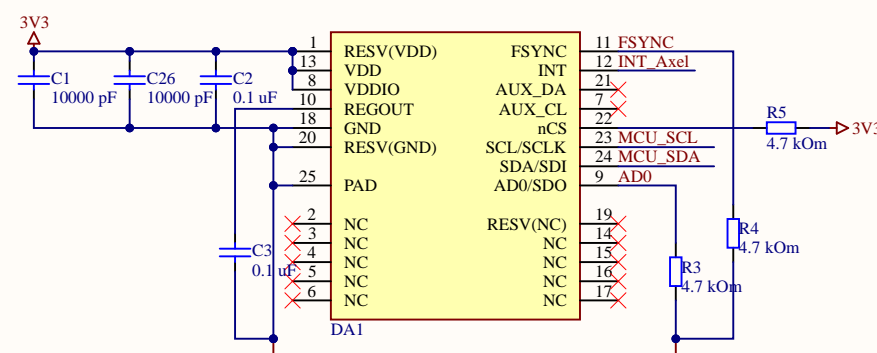 3V3
C1
10000 pF
C26
10000 pF
C2
0.1 uF
1 RESV(VDD)
13 VDD
8 VDDIO
10 REGOUT
18 GND
20 RESV(GND)
25 PAD
2 NC
3 NC
4 NC
5 NC
6 NC
C3
0.1 uF
DA1
FSYNC 11 FSYNC
INT 12 INT_Axel
AUX_DA 21
AUX_CL 7
nCS 22
SCL/SCLK 23 MCU_SCL
SDA/SDI 24 MCU_SDA
AD0/SDO 9 AD0
RESV(NC) 19
NC 14
NC 15
NC 16
NC 17
R5
4.7 kOm
3V3
R4
4.7 kOm
R3
4.7 kOm